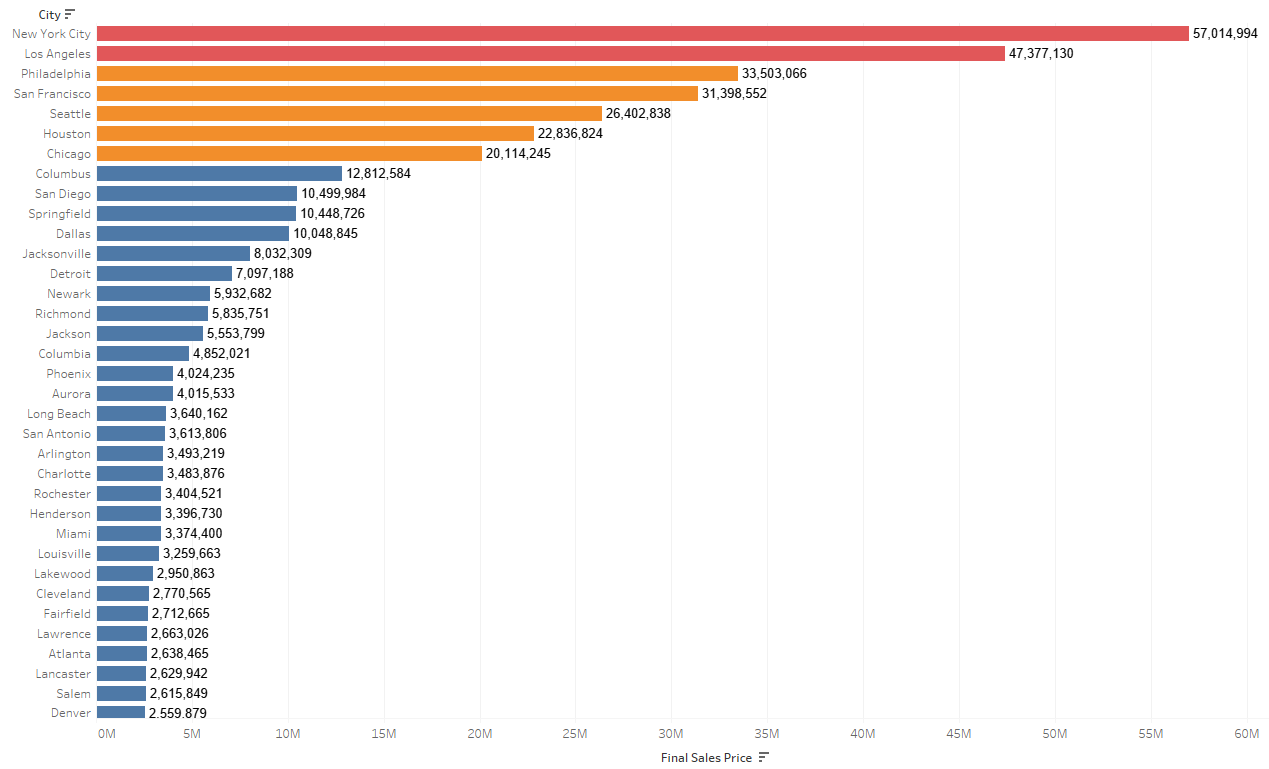 City
New York City 57,014,994
Los Angeles 47,377,130
Philadelphia 33,503,066
San Francisco 31,398,552
Seattle 26,402,838
Houston 22,836,824
Chicago 20,114,245
Columbus 12,812,584
San Diego 10,499,984
Springfield 10,448,726
Dallas 10,048,845
Jacksonville 8,032,309
Detroit 7,097,188
Newark 5,932,682
Richmond 5,835,751
Jackson 5,553,799
Columbia 4,852,021
Phoenix 4,024,235
Aurora 4,015,533
Long Beach 3,640,162
San Antonio 3,613,806
Arlington 3,493,219
Charlotte 3,483,876
Rochester 3,404,521
Henderson 3,396,730
Miami 3,374,400
Louisville 3,259,663
Lakewood 2,950,863
Cleveland 2,770,565
Fairfield 2,712,665
Lawrence 2,663,026
Atlanta 2,638,465
Lancaster 2,629,942
Salem 2,615,849
Denver 2,559,879
0M 5M 10M 15M 20M 25M 30M 35M 40M 45M 50M 55M 60M
Final Sales Price